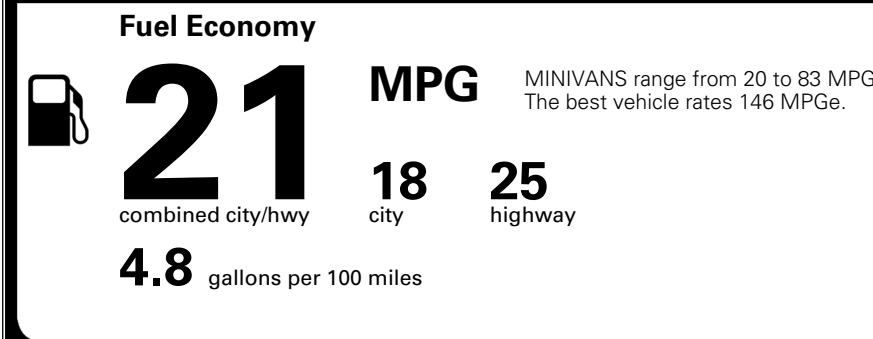 Fuel Economy
21 MPG
MINIVANS range from 20 to 83 MPG
The best vehicle rates 146 MPGe.
combined city/hwy
18
city
25
highway
4.8 gallons per 100 miles